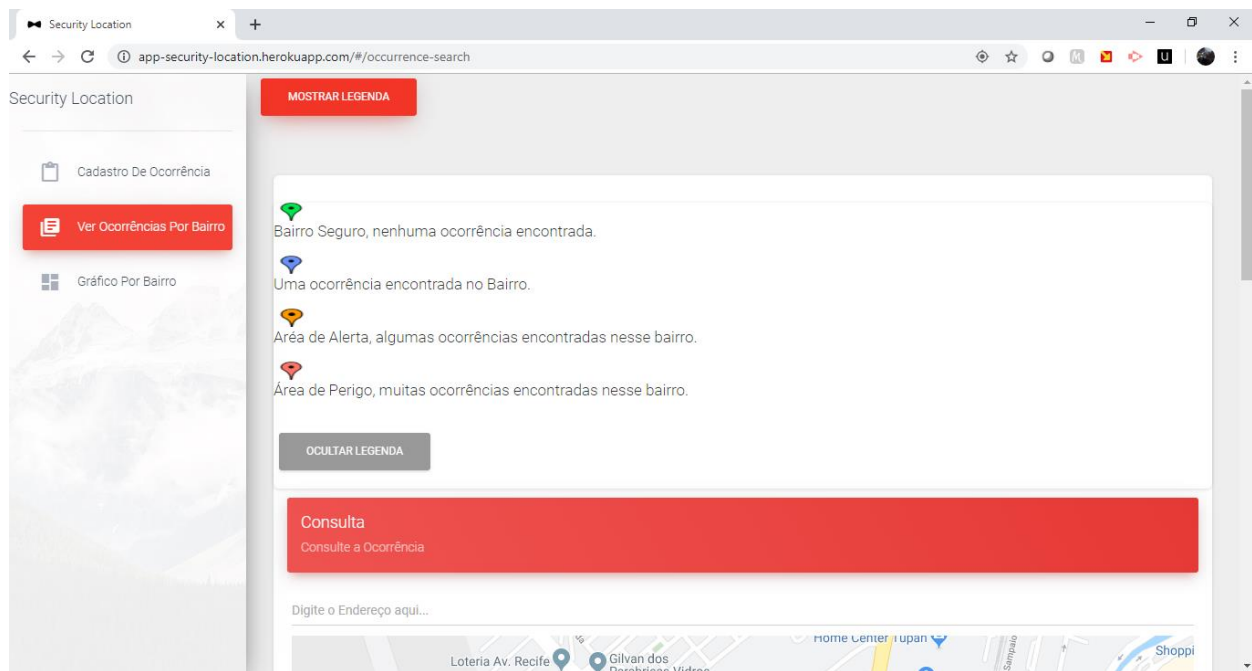 Security Location
app-security-location.herokuapp.com/#/occurrence-search
U
Security Location
Cadastro De Ocorrência
Ver Ocorrências Por Bairro
Gráfico Por Bairro
MOSTRAR LEGENDA
Bairro Seguro, nenhuma ocorrência encontrada.
Uma ocorrência encontrada no Bairro.
Aréa de Alerta, algumas ocorrências encontradas nesse bairro.
Área de Perigo, muitas ocorrências encontradas nesse bairro.
OCULTAR LEGENDA
Consulta
Consulte a Ocorrência
Digite o Endereço aqui...
Home Center Tupan
Loteria Av. Recife
Gilvan dos
Parabrisas Vidros
Sampaio
Shoppi